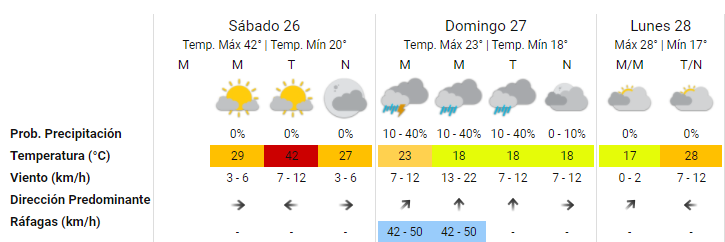 Sábado 26 Domingo 27 Lunes 28
Temp. Máx 42° | Temp. Mín 20° Temp. Máx 23° | Temp. Mín 18° Máx 28° | Mín 17°
M M T N M M T N M/M T/N
Prob. Precipitación 0% 0% 0% 10 - 40% 10 - 40% 10 - 40% 0 - 10% 0% 0%
Temperatura (°C) 29 42 27 23 18 18 18 17 28
Viento (km/h) 3 - 6 7 - 12 3 - 6 7 - 12 13 - 22 7 - 12 7 - 12 0 - 2 7 - 12
Dirección Predominante
Ráfagas (km/h) - - - 42 - 50 42 - 50 - - - -